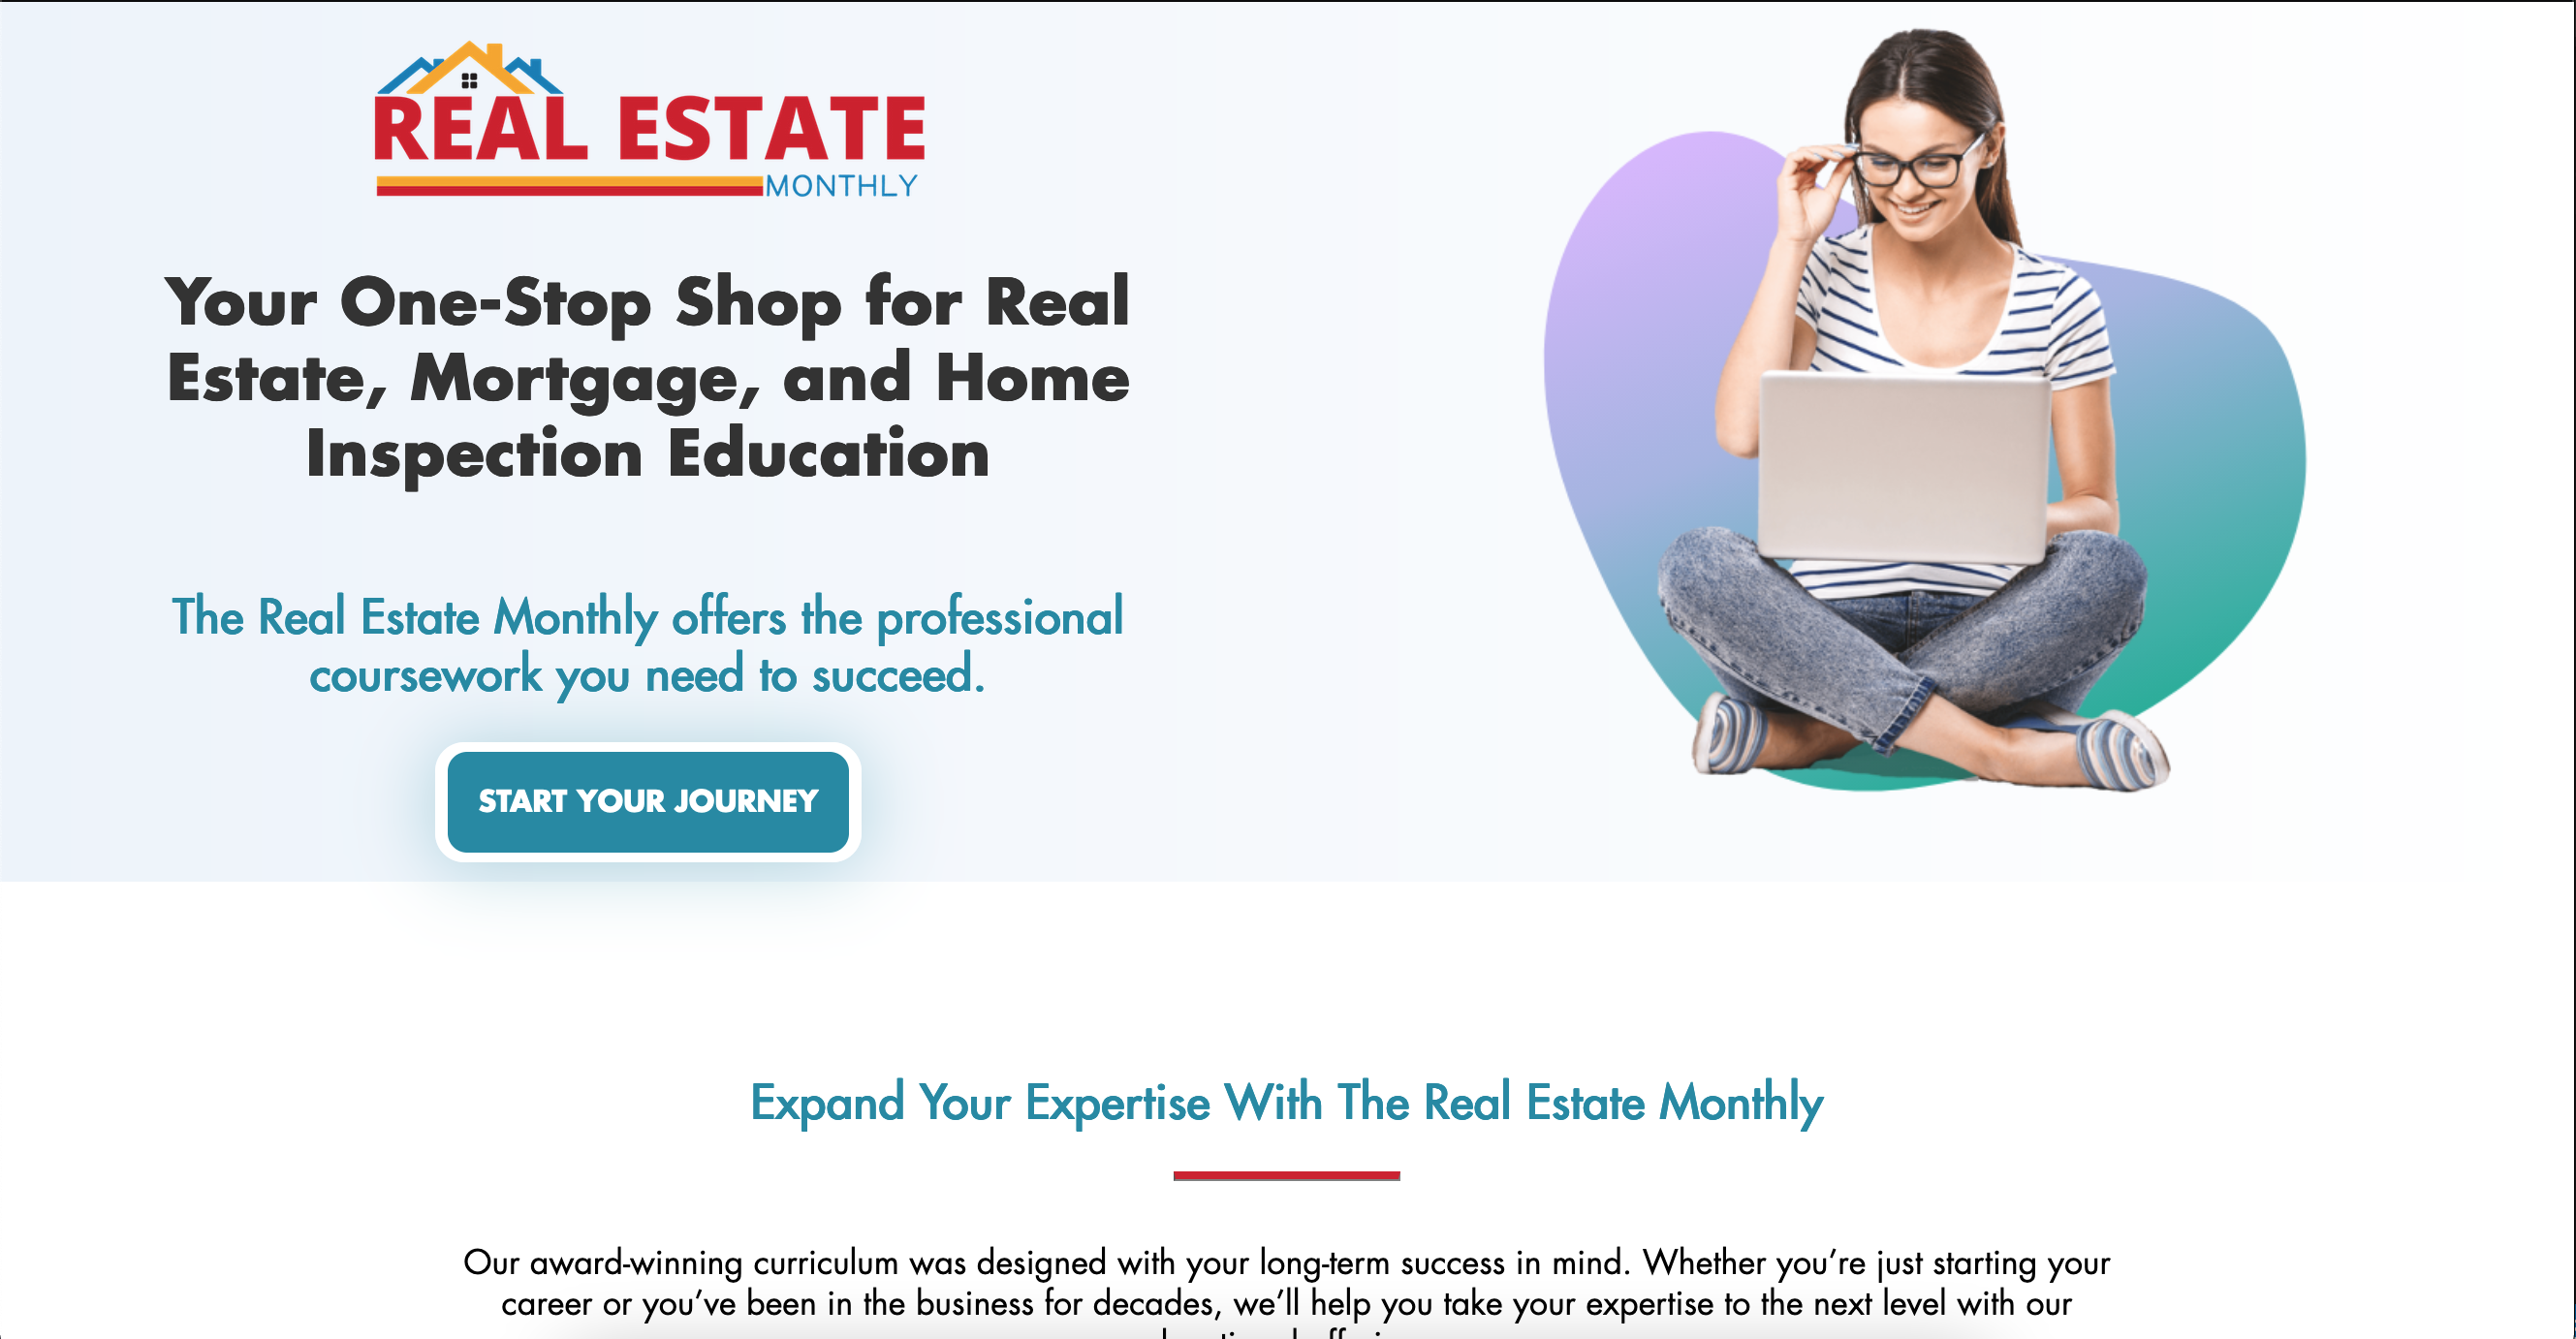 REAL ESTATE
MONTHLY
Your One-Stop Shop for Real
Estate, Mortgage, and Home
Inspection Education
The Real Estate Monthly offers the professional
coursework you need to succeed.
START YOUR JOURNEY
Expand Your Expertise With The Real Estate Monthly
Our award-winning curriculum was designed with your long-term success in mind. Whether you’re just starting your
career or you’ve been in the business for decades, we’ll help you take your expertise to the next level with our